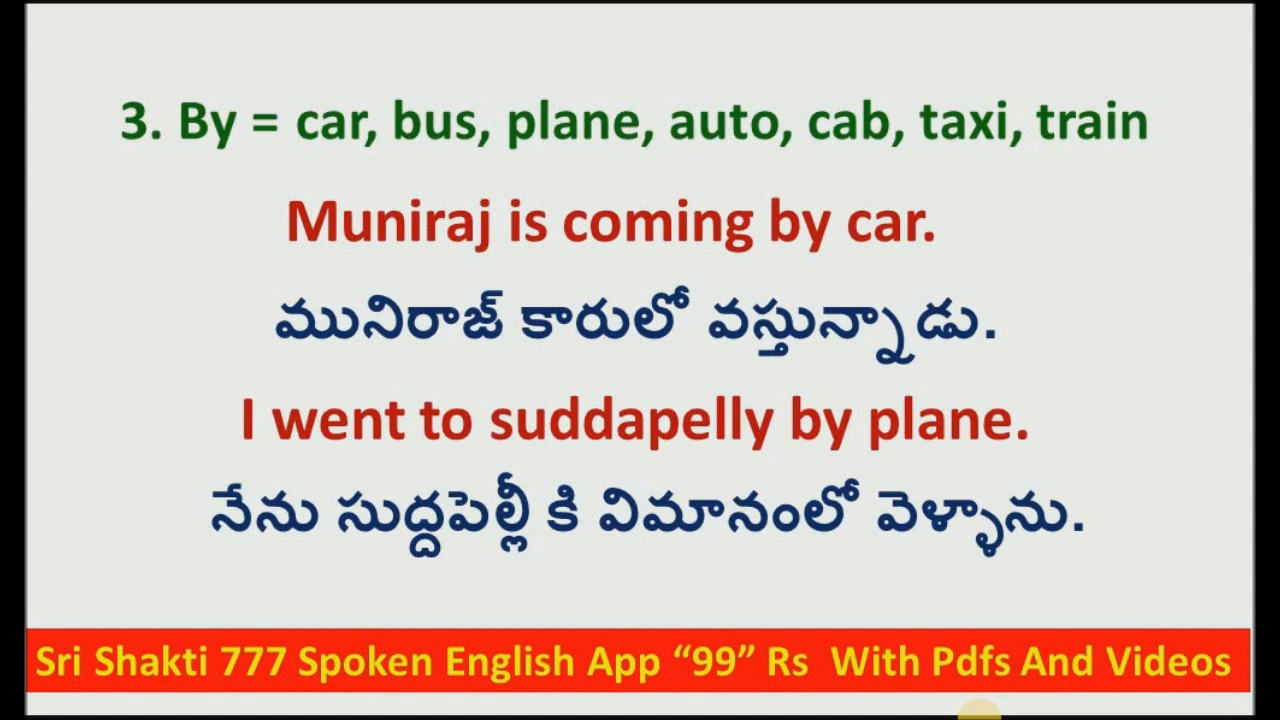 3. By = car, bus, plane, auto, cab, taxi, train
Muniraj is coming by car.
మునిరాజ్ కారులో వస్తున్నాడు.
I went to suddapelly by plane.
నేను సుద్దపెల్లీ కి విమానంలో వెళ్ళాను.
Sri Shakti 777 Spoken English App “99” Rs With Pdfs And Videos